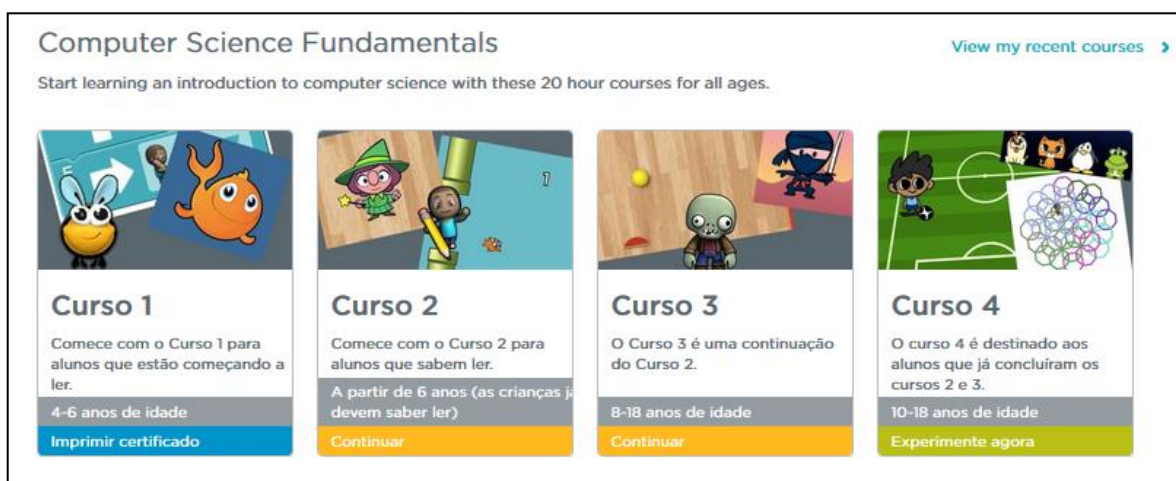 Computer Science Fundamentals
View my recent courses
Start learning an introduction to computer science with these 20 hour courses for all ages.
E
1
Curso 1
Comece com o Curso 1 para
alunos que estão começando a
ler.
4-6 anos de idade
Imprimir certificado
Curso 2
Comece com o Curso 2 para
alunos que sabem ler.
A partir de 6 anos (as crianças já
devem saber ler)
Continuar
Curso 3
O Curso 3 é uma continuação
do Curso 2.
8-18 anos de idade
Continuar
Curso 4
O curso 4 é destinado aos
alunos que já concluíram os
cursos 2 e 3.
10-18 anos de idade
Experimente agora